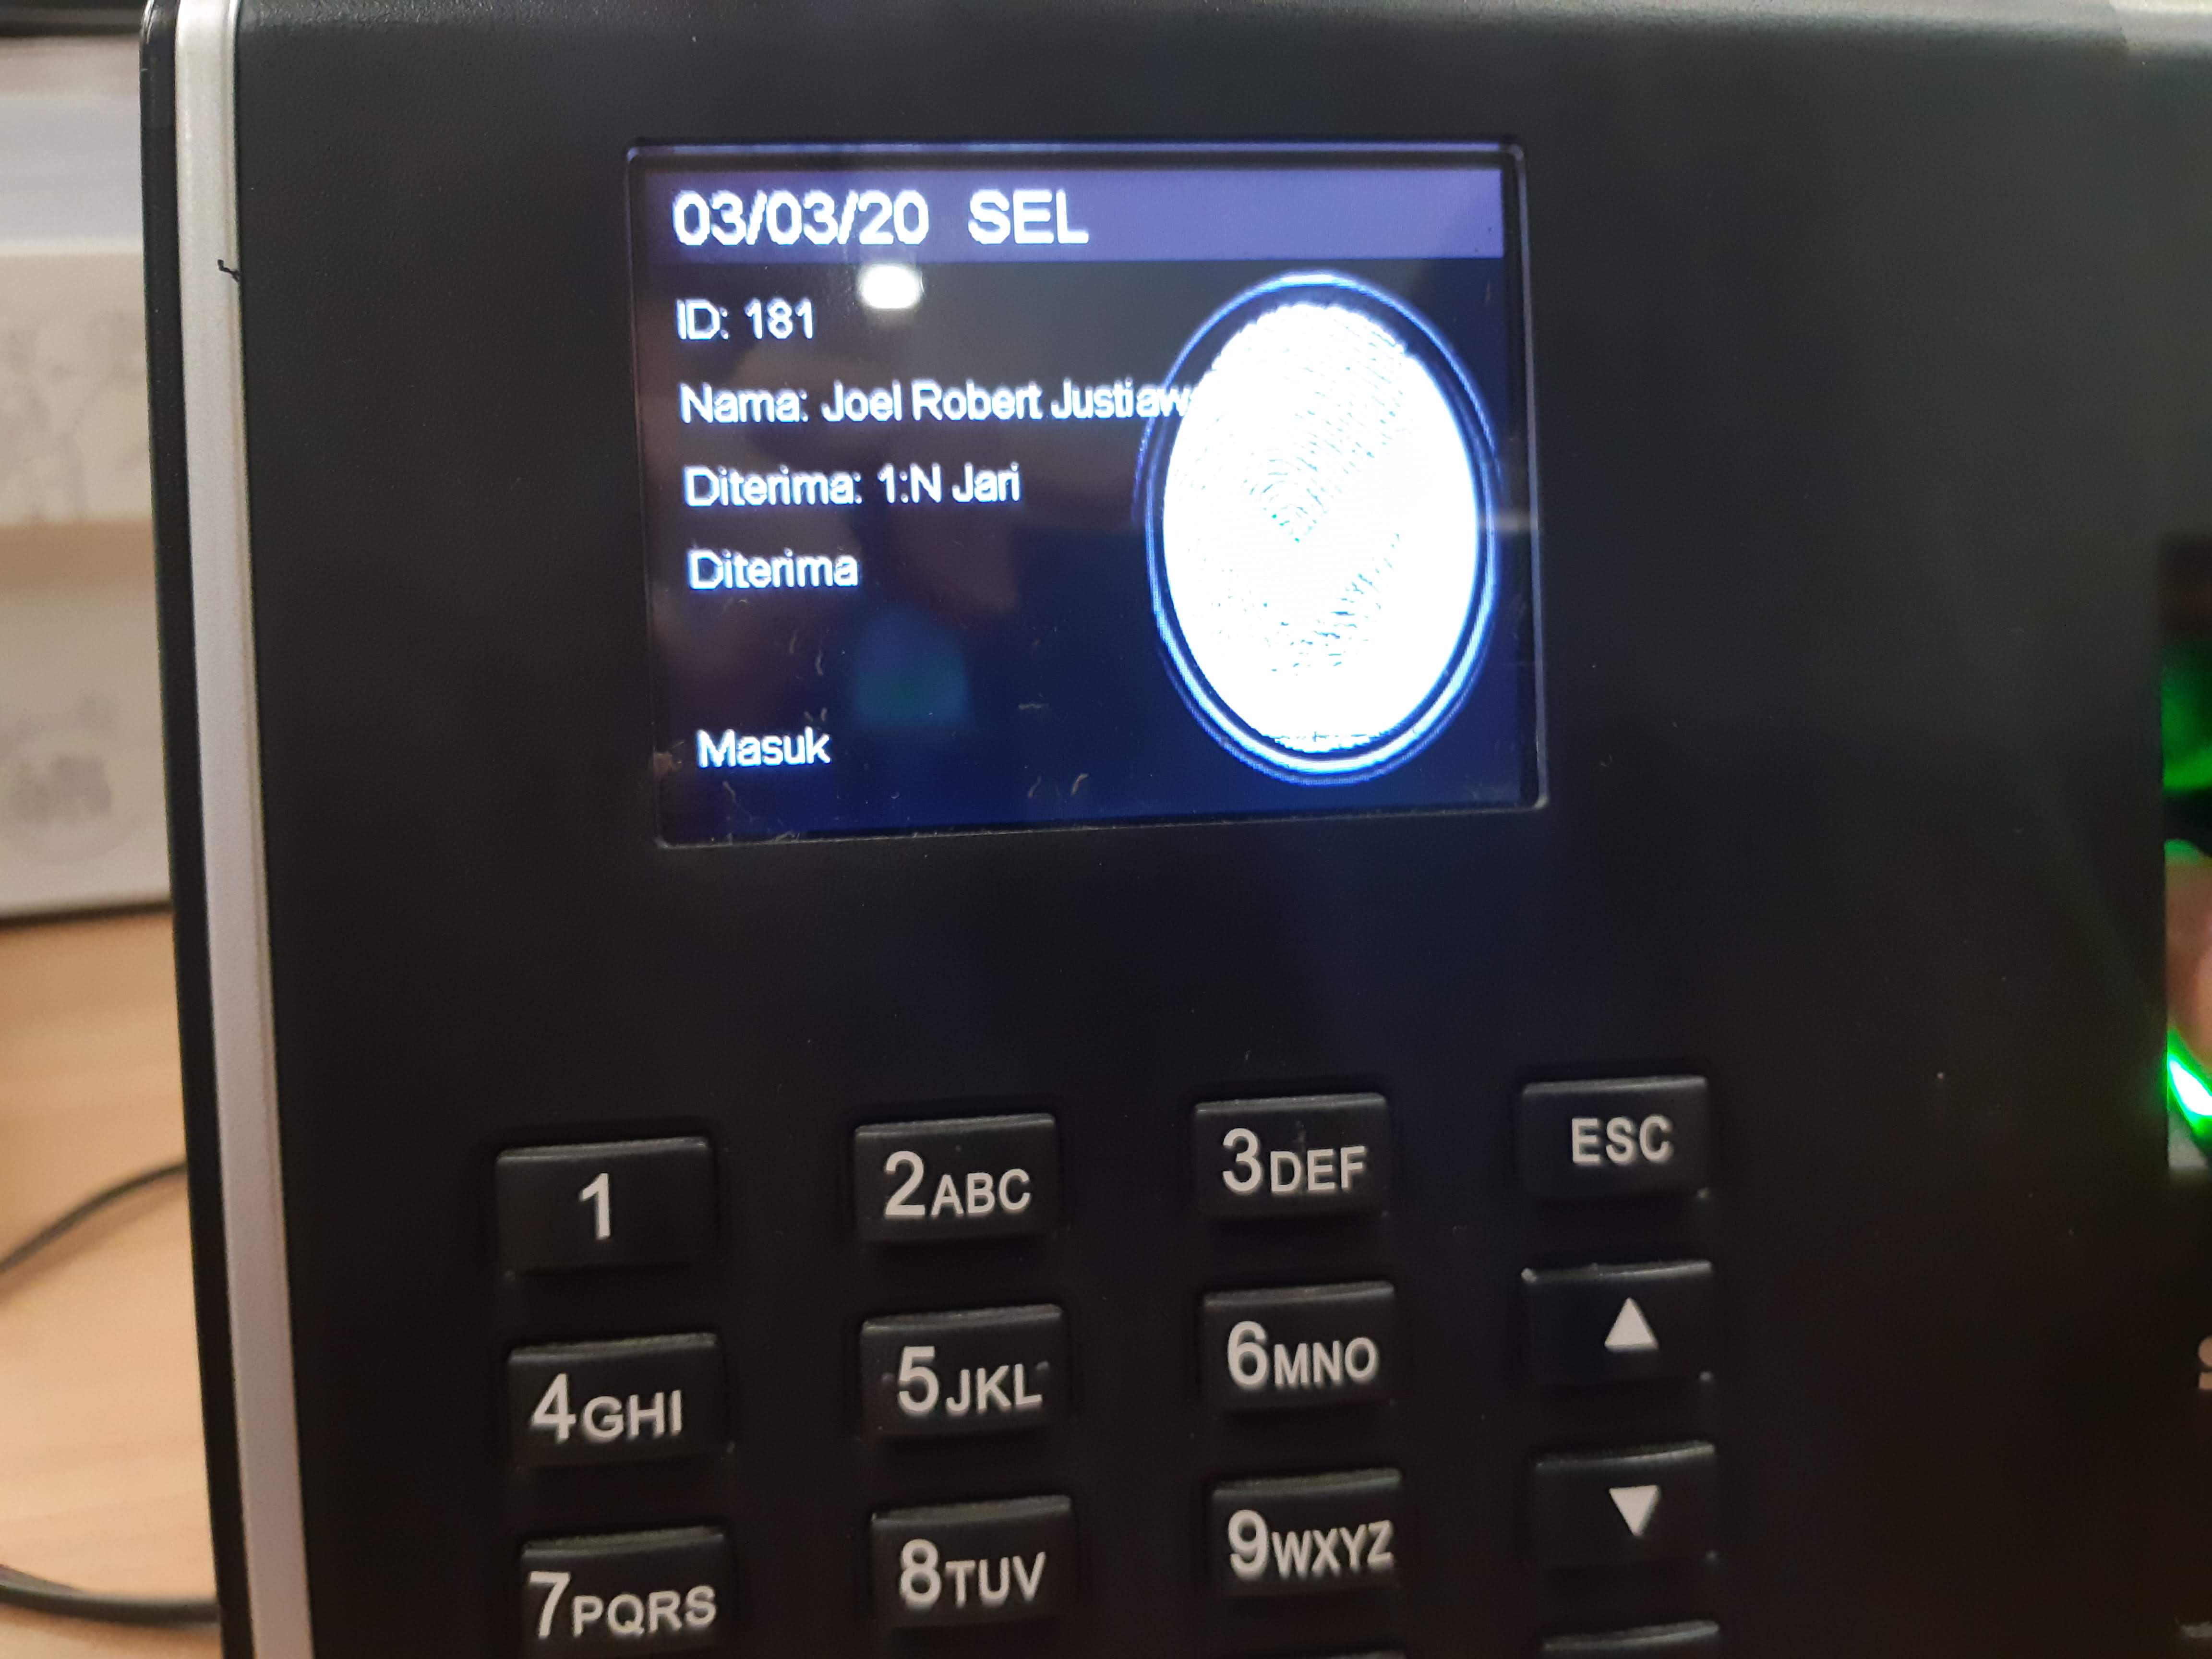 03/03/20 SEL
ID: 181
Nama: Joel Robert
Diterima: 1:N Jari
Diterima
Masuk
1
2ABC
3DEF
ESC
4GHI
5JKL
6MNO
7PQRS
8TUV
9WXYZ